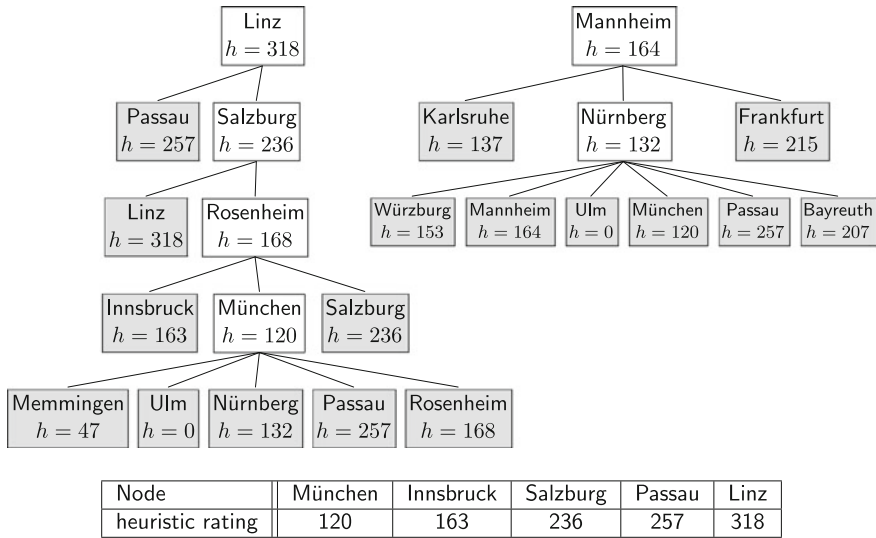 Linz
h = 318
Passau
h = 257
Salzburg
h = 236
Linz
h = 318
Rosenheim
h = 168
Innsbruck
h = 163
München
h = 120
Salzburg
h = 236
Memmingen
h = 47
Ulm
h = 0
Nürnberg
h = 132
Passau
h = 257
Rosenheim
h = 168
Mannheim
h = 164
Karlsruhe
h = 137
Nürnberg
h = 132
Frankfurt
h = 215
Würzburg
h = 153
Mannheim
h = 164
Ulm
h = 0
München
h = 120
Passau
h = 257
Bayreuth
h = 207
Node München Innsbruck Salzburg Passau Linz
heuristic rating 120 163 236 257 318